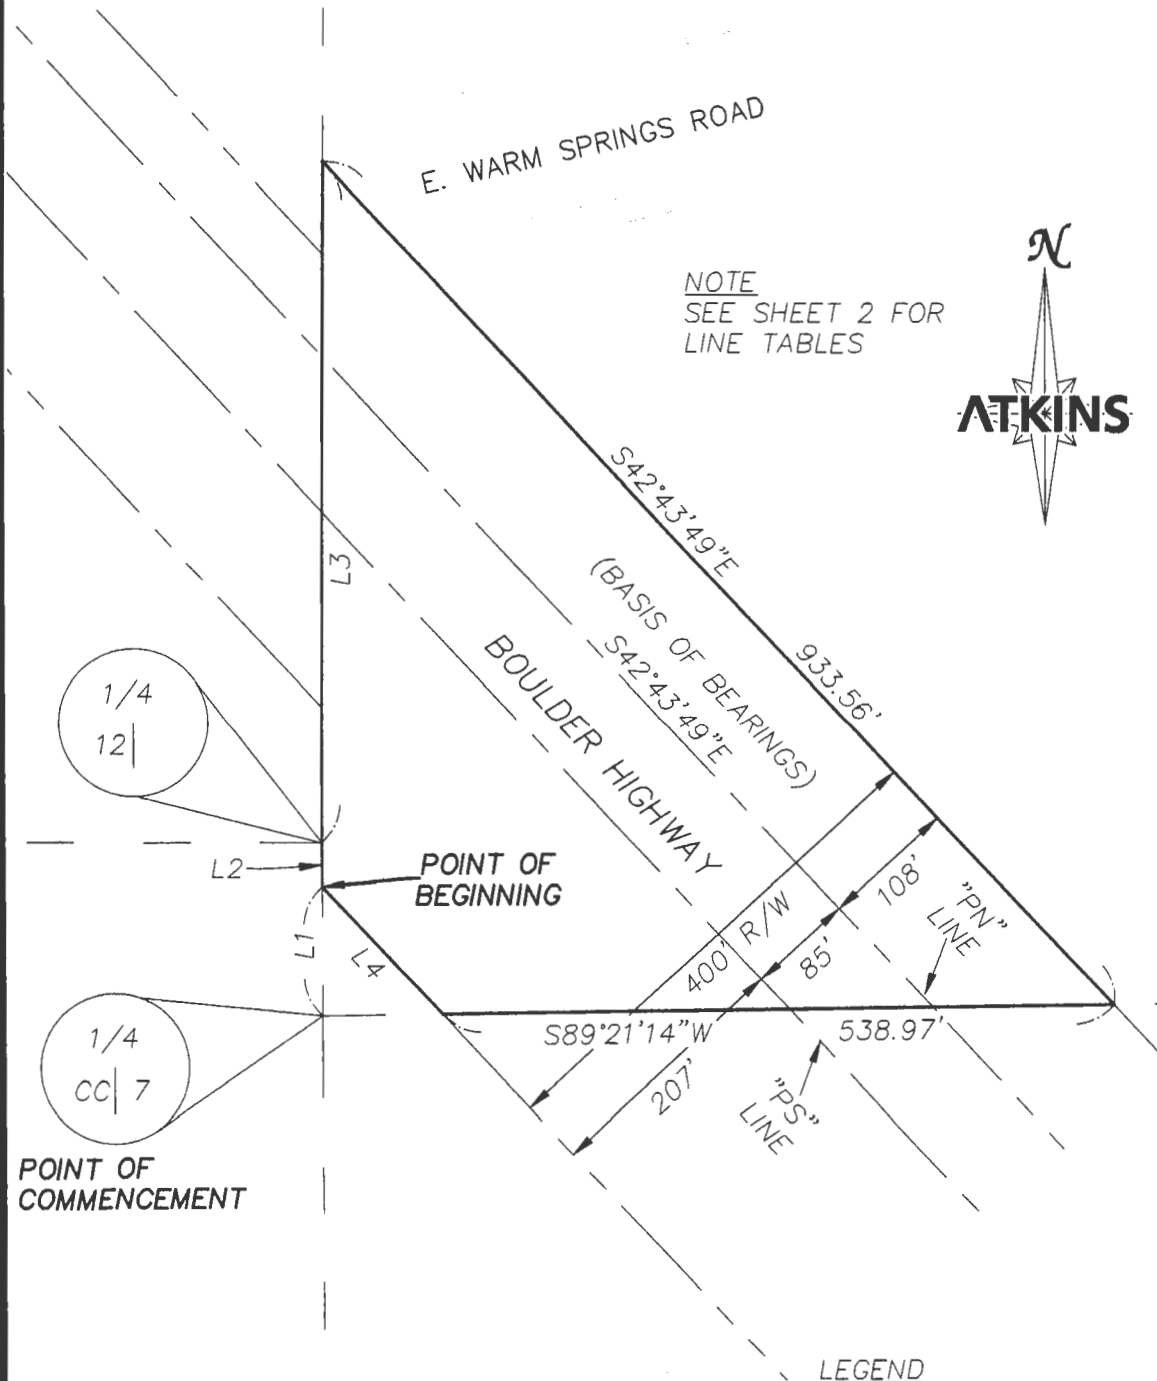 E. WARM SPRINGS ROAD
N
NOTE
SEE SHEET 2 FOR
LINE TABLES
ATKINS
S42°43'49"E
933.56'
(BASIS OF BEARINGS)
S42°43'49"E
L3
BOULDER HIGHWAY
1/4
12
L2
POINT OF
BEGINNING
L1
L4
400' R/W
108'
85'
207'
"PN"
LINE
S89°21'14"W
538.97'
"PS"
LINE
1/4
CC 7
POINT OF
COMMENCEMENT
LEGEND